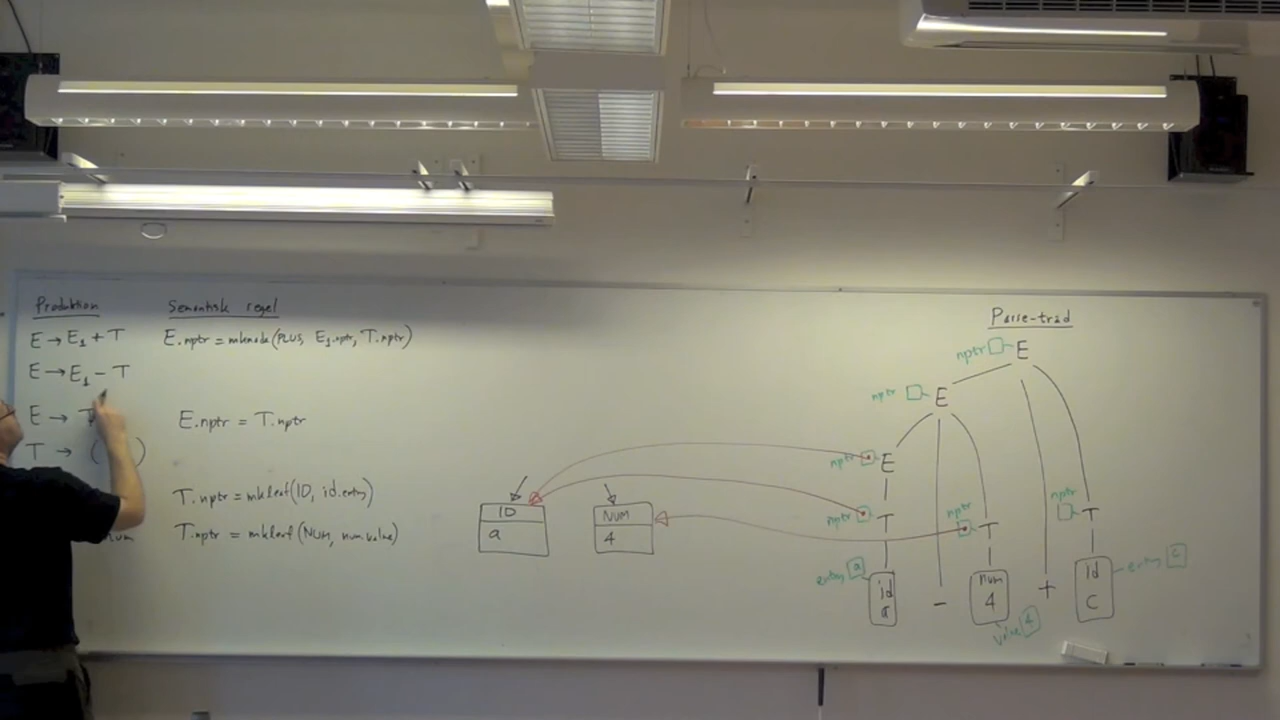 Produktion Semantisk regel
E → E₁ + T E.nptr = mknode(PLUS, E₁.nptr, T.nptr)
E → E₁ - T
E → T E.nptr = T.nptr
T → ( )
T.nptr = mkleaf(ID, id.entry)
num T.nptr = mkleaf(NUM, num.value)
ID
a
NUM
4
Parse-träd
nptr E
nptr E
nptr E
nptr T
nptr T
nptr T
entry a
id
a
-
num
4
value 4
+
id
c
entry c